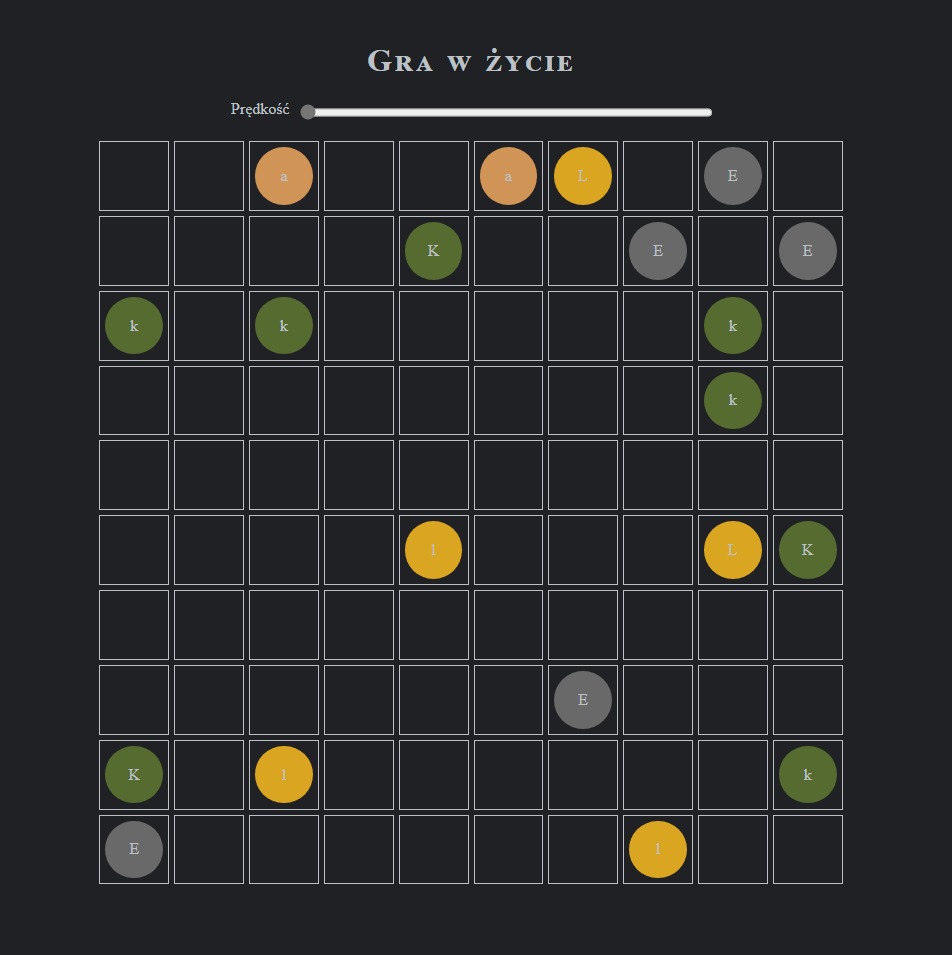 Gra w życie
Prędkość
a a L E
K E E
k k k
k
l L K
E
K l k
E l